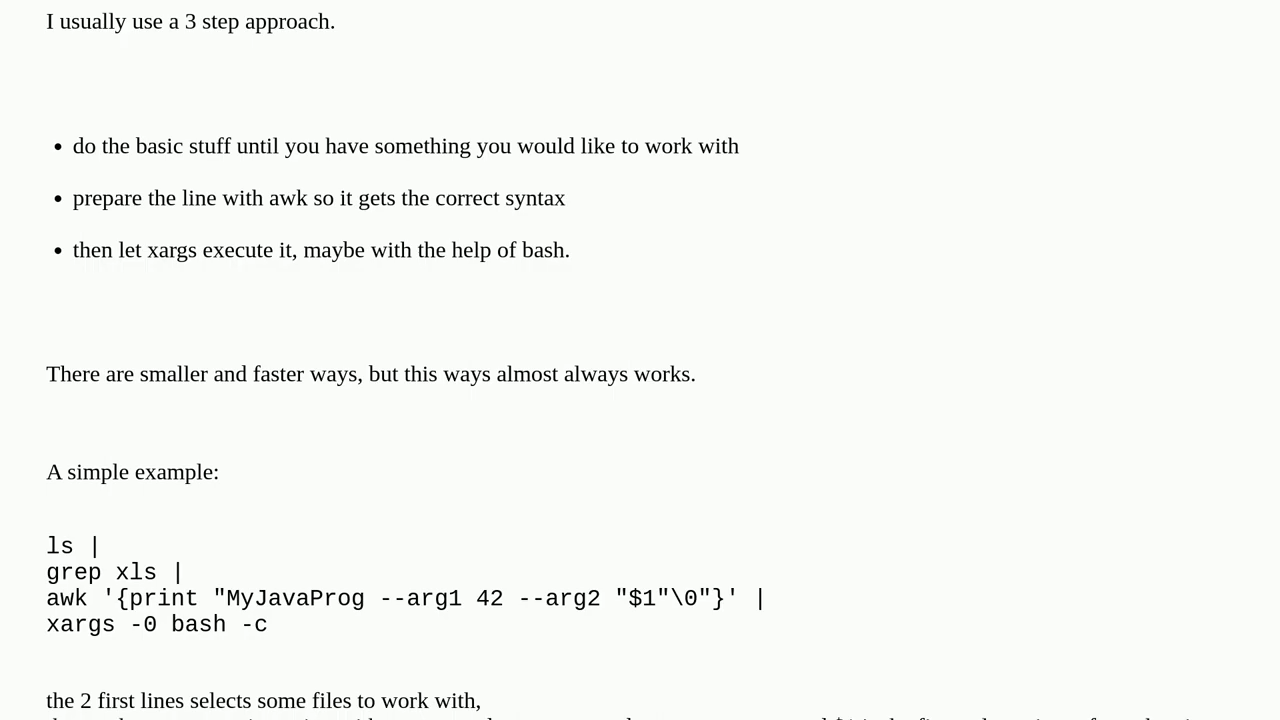 I usually use a 3 step approach.
• do the basic stuff until you have something you would like to work with
• prepare the line with awk so it gets the correct syntax
• then let xargs execute it, maybe with the help of bash.
There are smaller and faster ways, but this ways almost always works.
A simple example:
ls |
grep xls |
awk '{print "MyJavaProg --arg1 42 --arg2 "$1"\0"}' |
xargs -0 bash -c
the 2 first lines selects some files to work with,